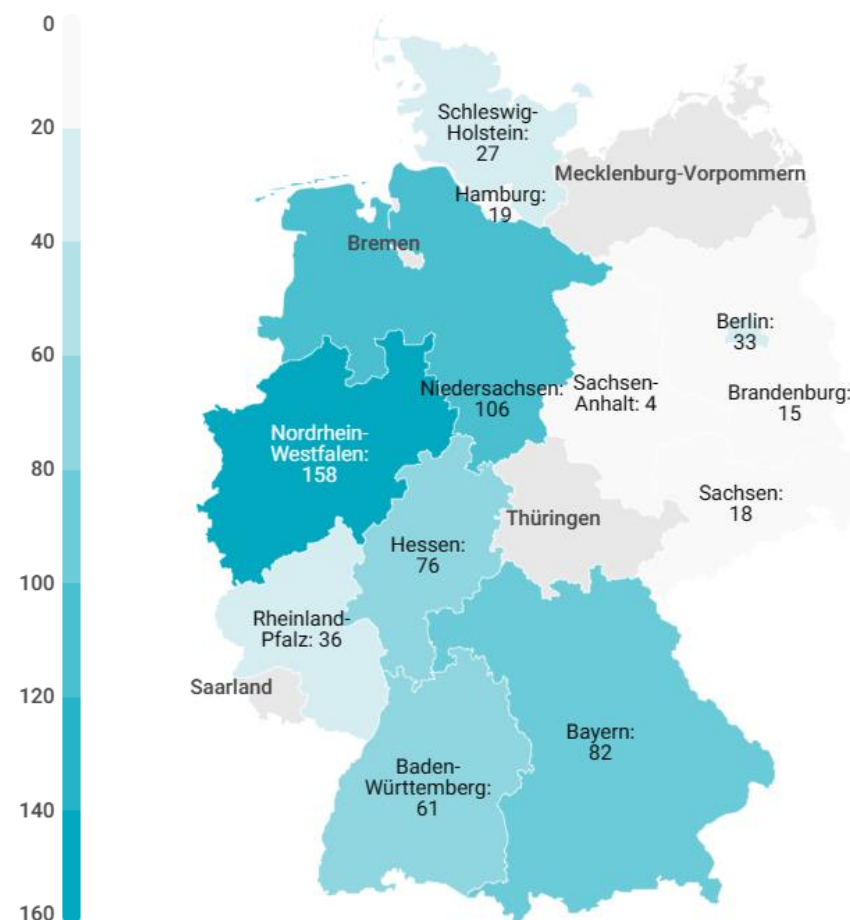 0
20
40
60
80
100
120
140
160
Schleswig-
Holstein:
27
Mecklenburg-Vorpommern
Hamburg:
19
Bremen
Berlin:
33
Niedersachsen:
106
Sachsen-
Anhalt: 4
Brandenburg:
15
Nordrhein-
Westfalen:
158
Sachsen:
18
Thüringen
Hessen:
76
Rheinland-
Pfalz: 36
Saarland
Bayern:
82
Baden-
Württemberg:
61